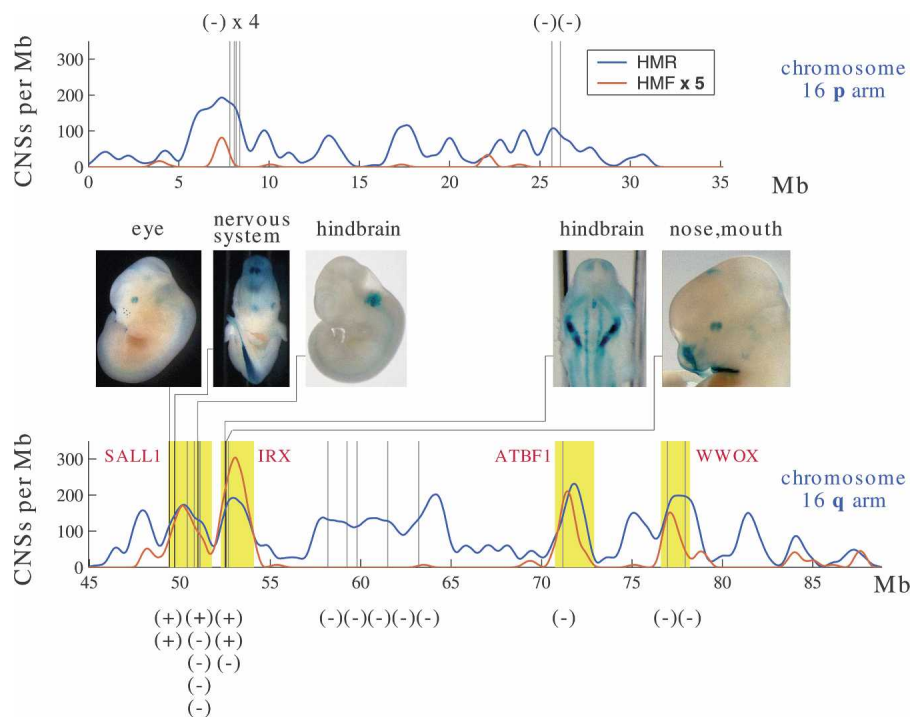 (-) x 4
(-)(-)
CNSs per Mb
300
200
100
0
HMR
HMF x 5
chromosome
16 p arm
0 5 10 15 20 25 30 35
Mb
eye
nervous
system
hindbrain
hindbrain
nose,mouth
CNSs per Mb
300
200
100
0
SALL1
IRX
ATBF1
WWOX
chromosome
16 q arm
45 50 55 60 65 70 75 80 85
Mb
(+)(+)(+) (-)(-)(-)(-)(-) (-) (-)(-)
(+)(-)(+)
(-)(-)
(-)
(-)